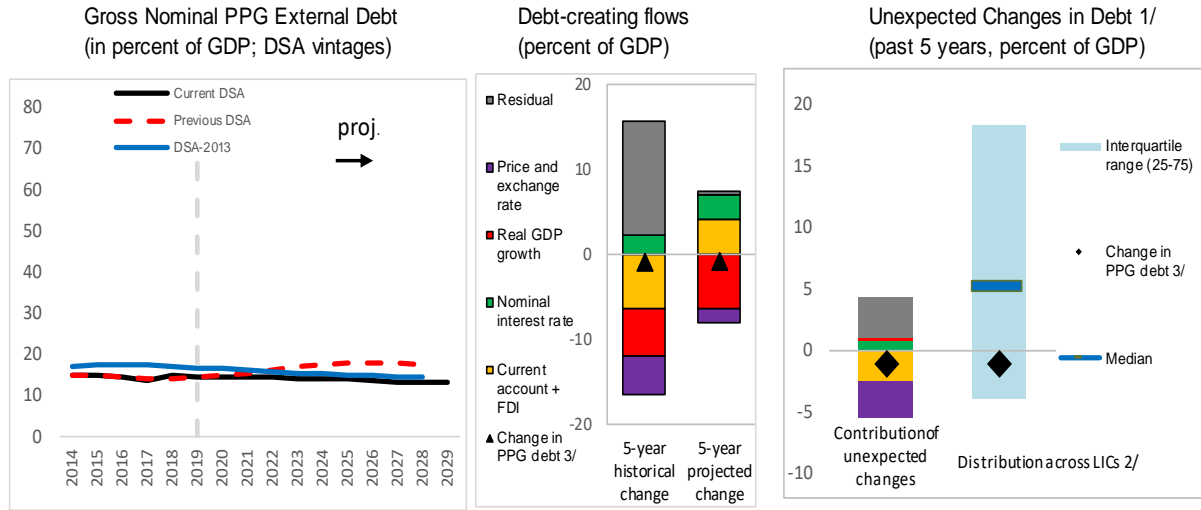 Gross Nominal PPG External Debt
(in percent of GDP; DSA vintages)
Current DSA
Previous DSA
DSA-2013
proj.
80
70
60
50
40
30
20
10
0
2014
2015
2016
2017
2018
2019
2020
2021
2022
2023
2024
2025
2026
2027
2028
2029
Debt-creating flows
(percent of GDP)
Residual
Price and
exchange
rate
Real GDP
growth
Nominal
interest rate
Current
account +
FDI
Change in
PPG debt 3/
20
10
0
-10
-20
5-year
historical
change
5-year
projected
change
Unexpected Changes in Debt 1/
(past 5 years, percent of GDP)
20
15
10
5
0
-5
-10
Interquartile
range (25-75)
Change in
PPG debt 3/
Median
Contribution of
unexpected
changes
Distribution across LICs 2/